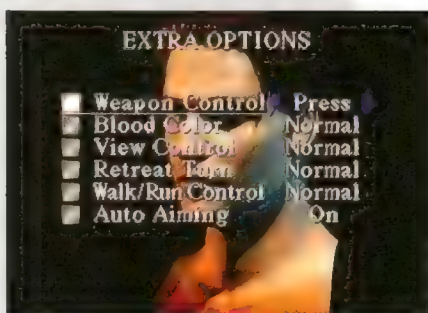 EXTRA OPTIONS
Weapon Control Press
Blood Color Normal
View Control Normal
Retreat Turn Normal
Walk/Run Control Normal
Auto Aiming On